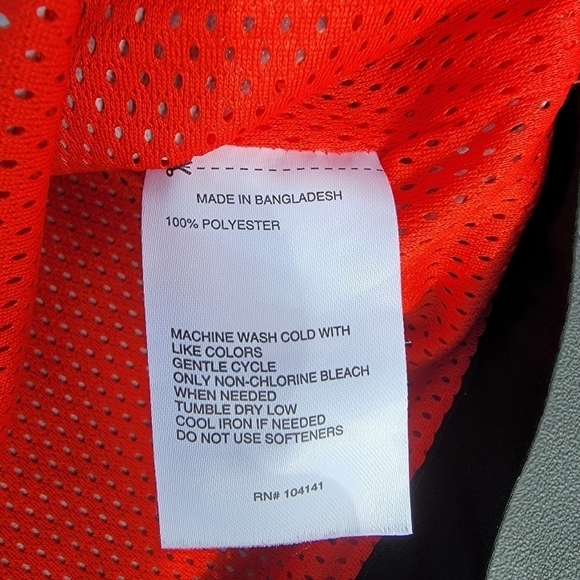 MADE IN BANGLADESH
100% POLYESTER
MACHINE WASH COLD WITH
LIKE COLORS
GENTLE CYCLE
ONLY NON-CHLORINE BLEACH
WHEN NEEDED
TUMBLE DRY LOW
COOL IRON IF NEEDED
DO NOT USE SOFTENERS
RN# 104141